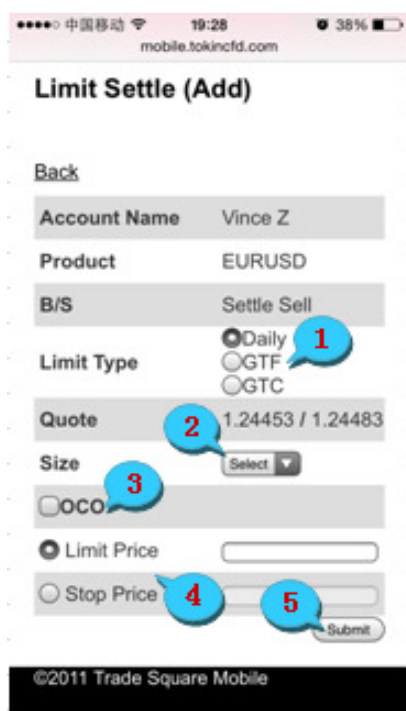 中国移动 19:28 38%
mobile.tokincfd.com
Limit Settle (Add)
Back
Account Name Vince Z
Product EURUSD
B/S Settle Sell
Limit Type Daily 1
GTF
GTC
Quote 1.24453 / 1.24483
2
Size Select
3
OCO
Limit Price
Stop Price 4
5
Submit
©2011 Trade Square Mobile